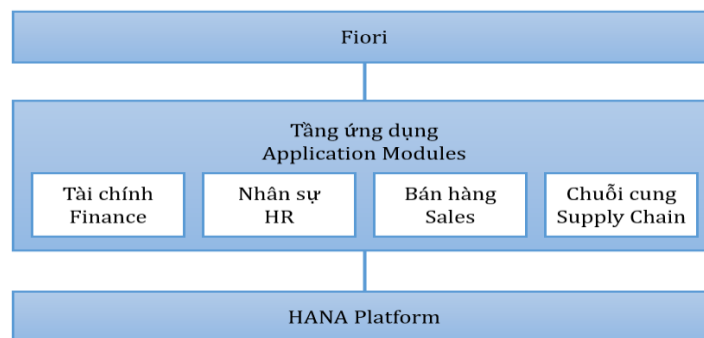 Fiori
Tầng ứng dụng
Application Modules
Tài chính
Finance
Nhân sự
HR
Bán hàng
Sales
Chuỗi cung
Supply Chain
HANA Platform